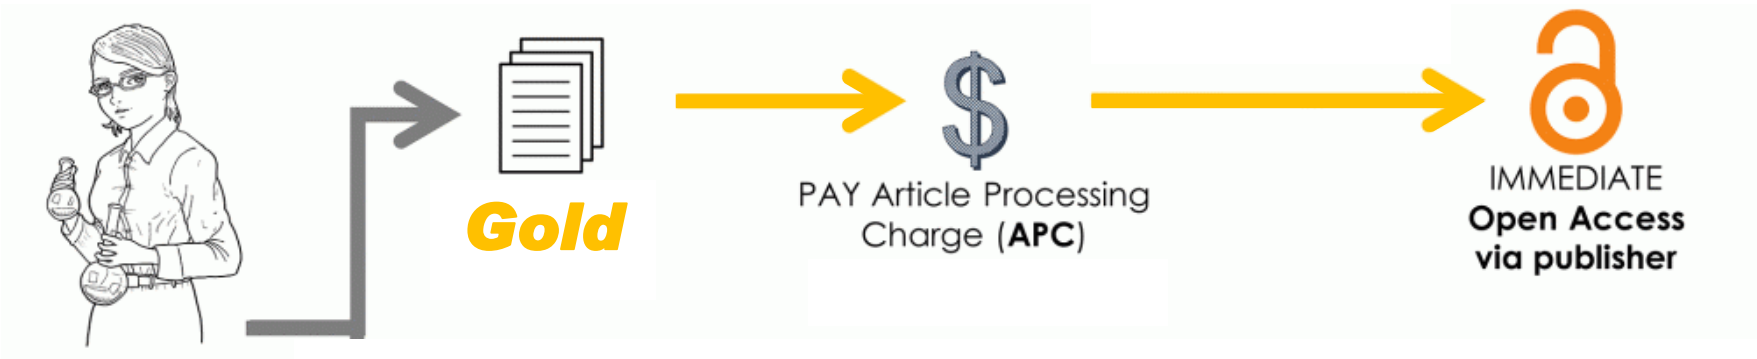 Gold
PAY Article Processing
Charge (APC)
IMMEDIATE
Open Access
via publisher